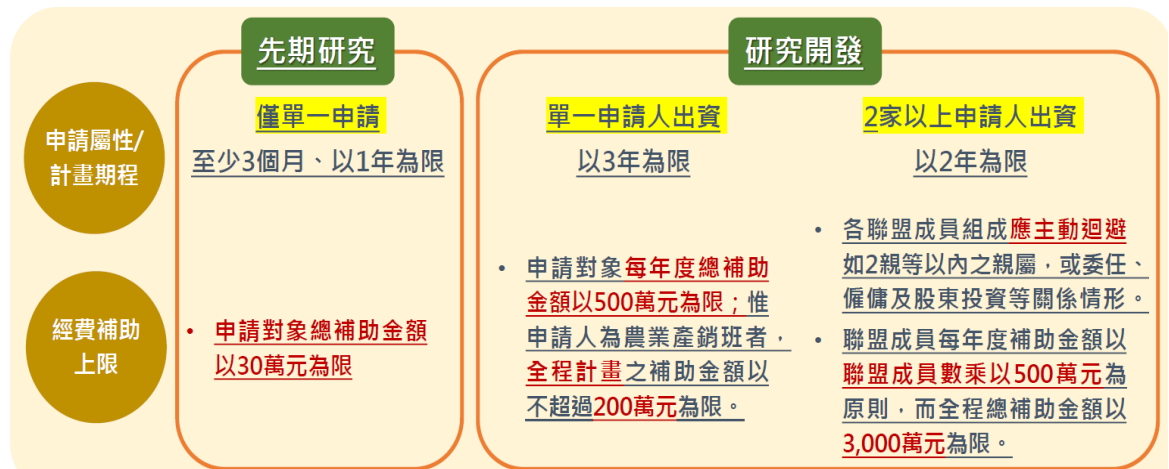 先期研究
研究開發
申請屬性/
計畫期程
僅單一申請
至少3個月、以1年為限
單一申請人出資
以3年為限
2家以上申請人出資
以2年為限
經費補助
上限
• 申請對象總補助金額
以30萬元為限
• 申請對象每年度總補助
金額以500萬元為限；惟
申請人為農業產銷班者，
全程計畫之補助金額以
不超過200萬元為限。
• 各聯盟成員組成應主動迴避
如2親等以內之親屬，或委任、
僱傭及股東投資等關係情形。
• 聯盟成員每年度補助金額以
聯盟成員數乘以500萬元為
原則，而全程總補助金額以
3,000萬元為限。